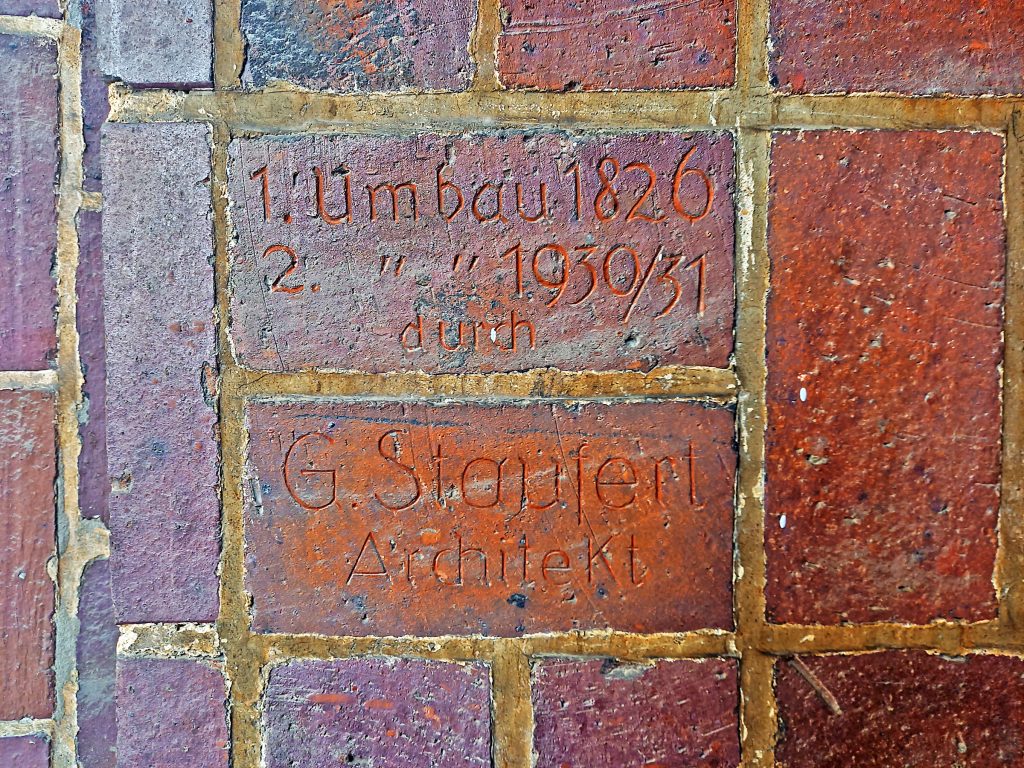 1. Umbau 1826
2. " " 1930/31
durch
G. Staufert
Architekt